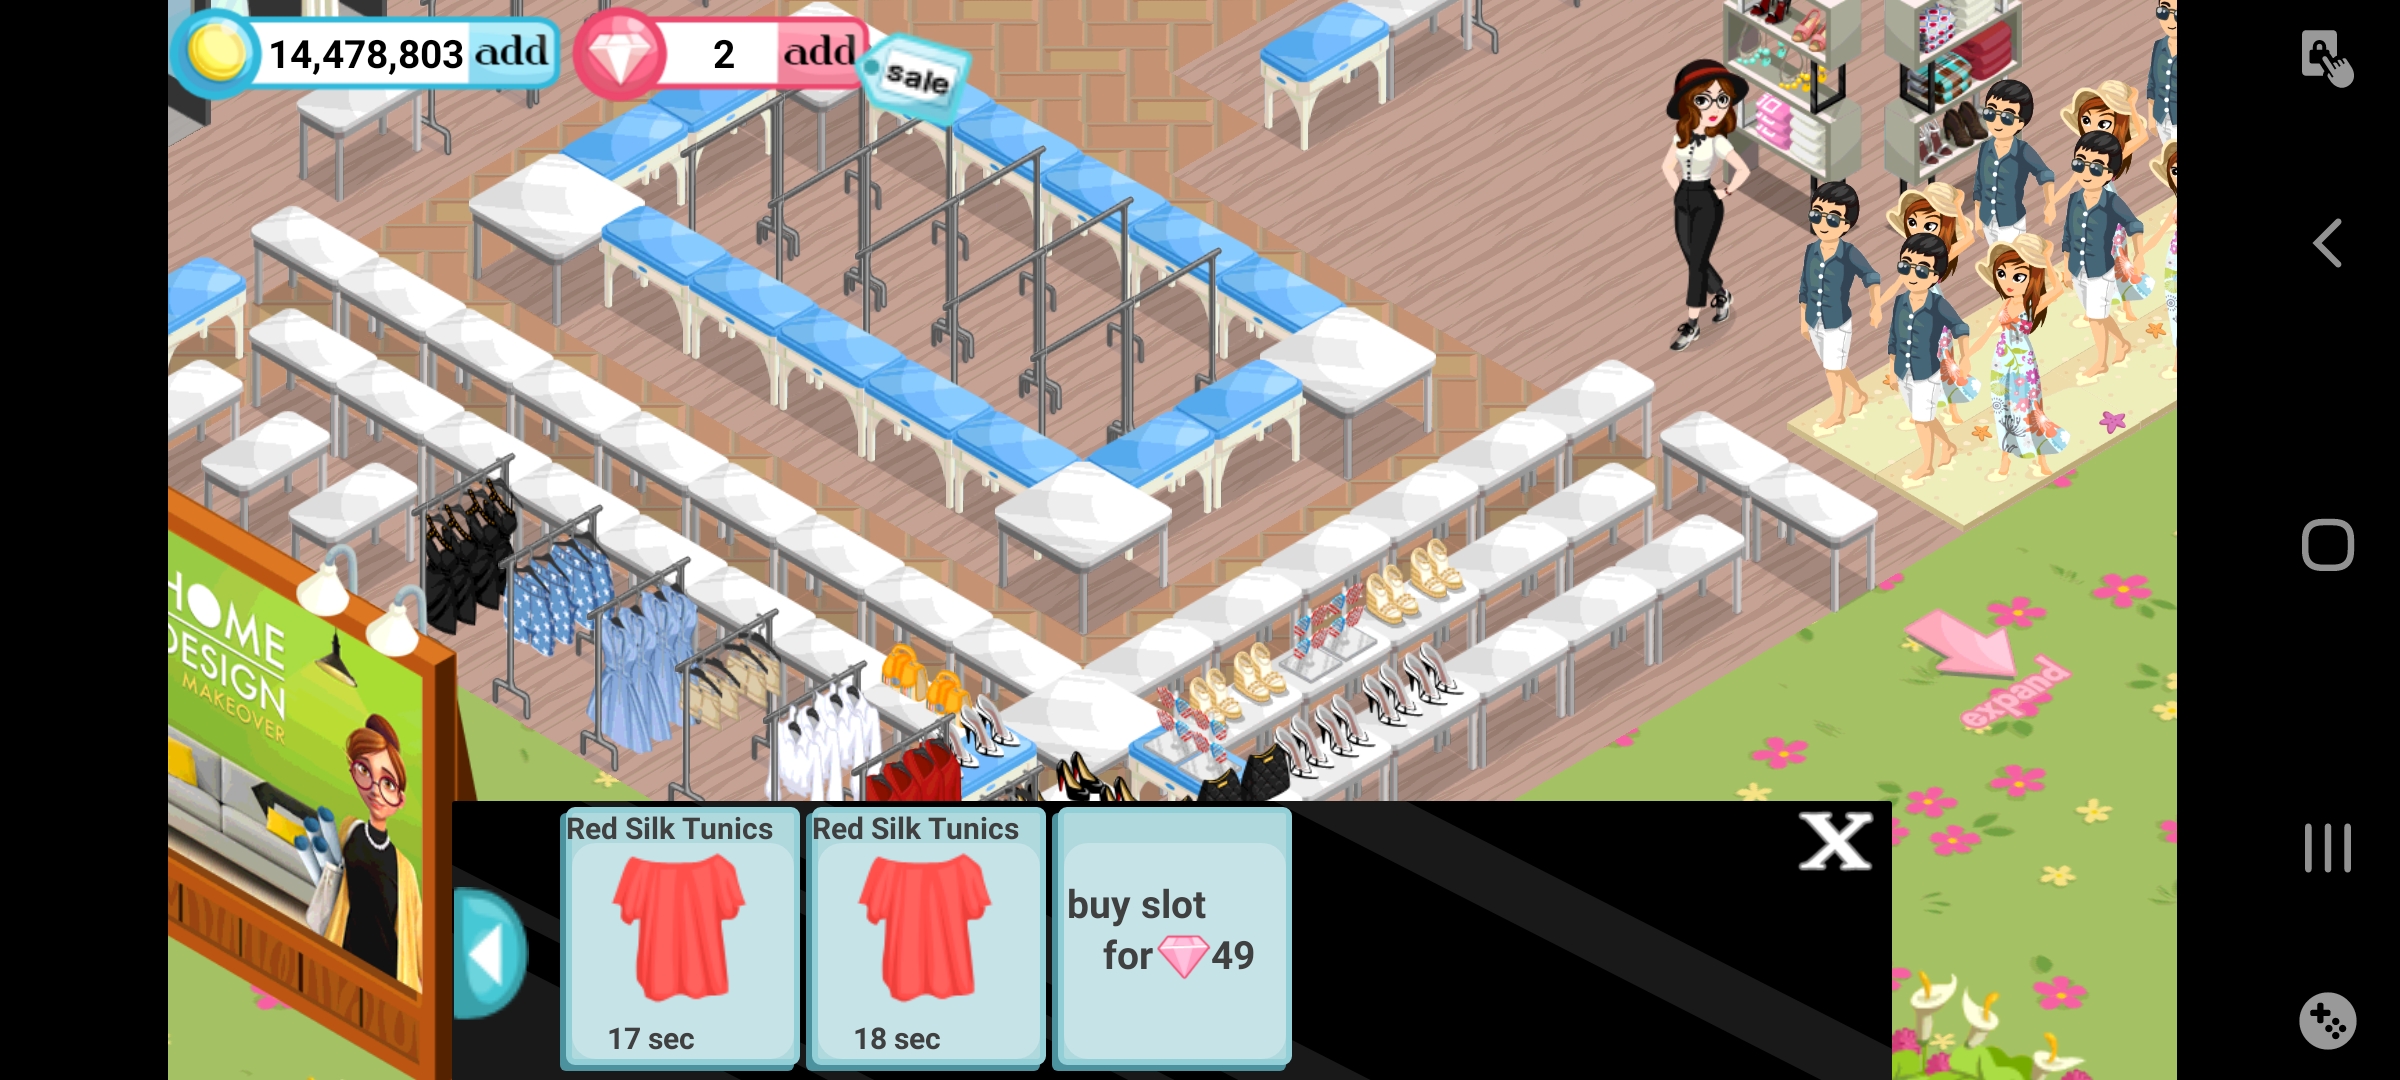 14,478,803 add
2 add
sale
HOME
DESIGN
MAKEOVER
expand
Red Silk Tunics
17 sec
Red Silk Tunics
18 sec
buy slot
for 49
X